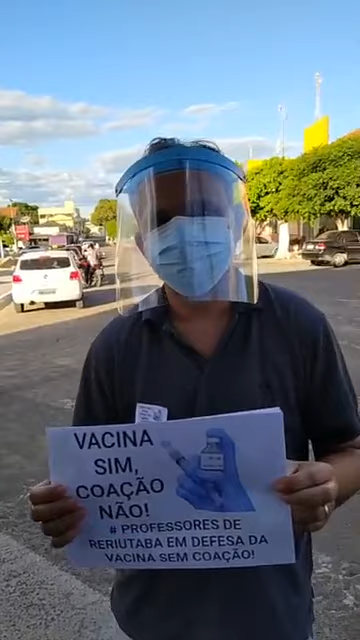 VACINA
SIM,
COAÇÃO
NÃO!
# PROFESSORES DE
RERIUTABA EM DEFESA DA
VACINA SEM COAÇÃO!